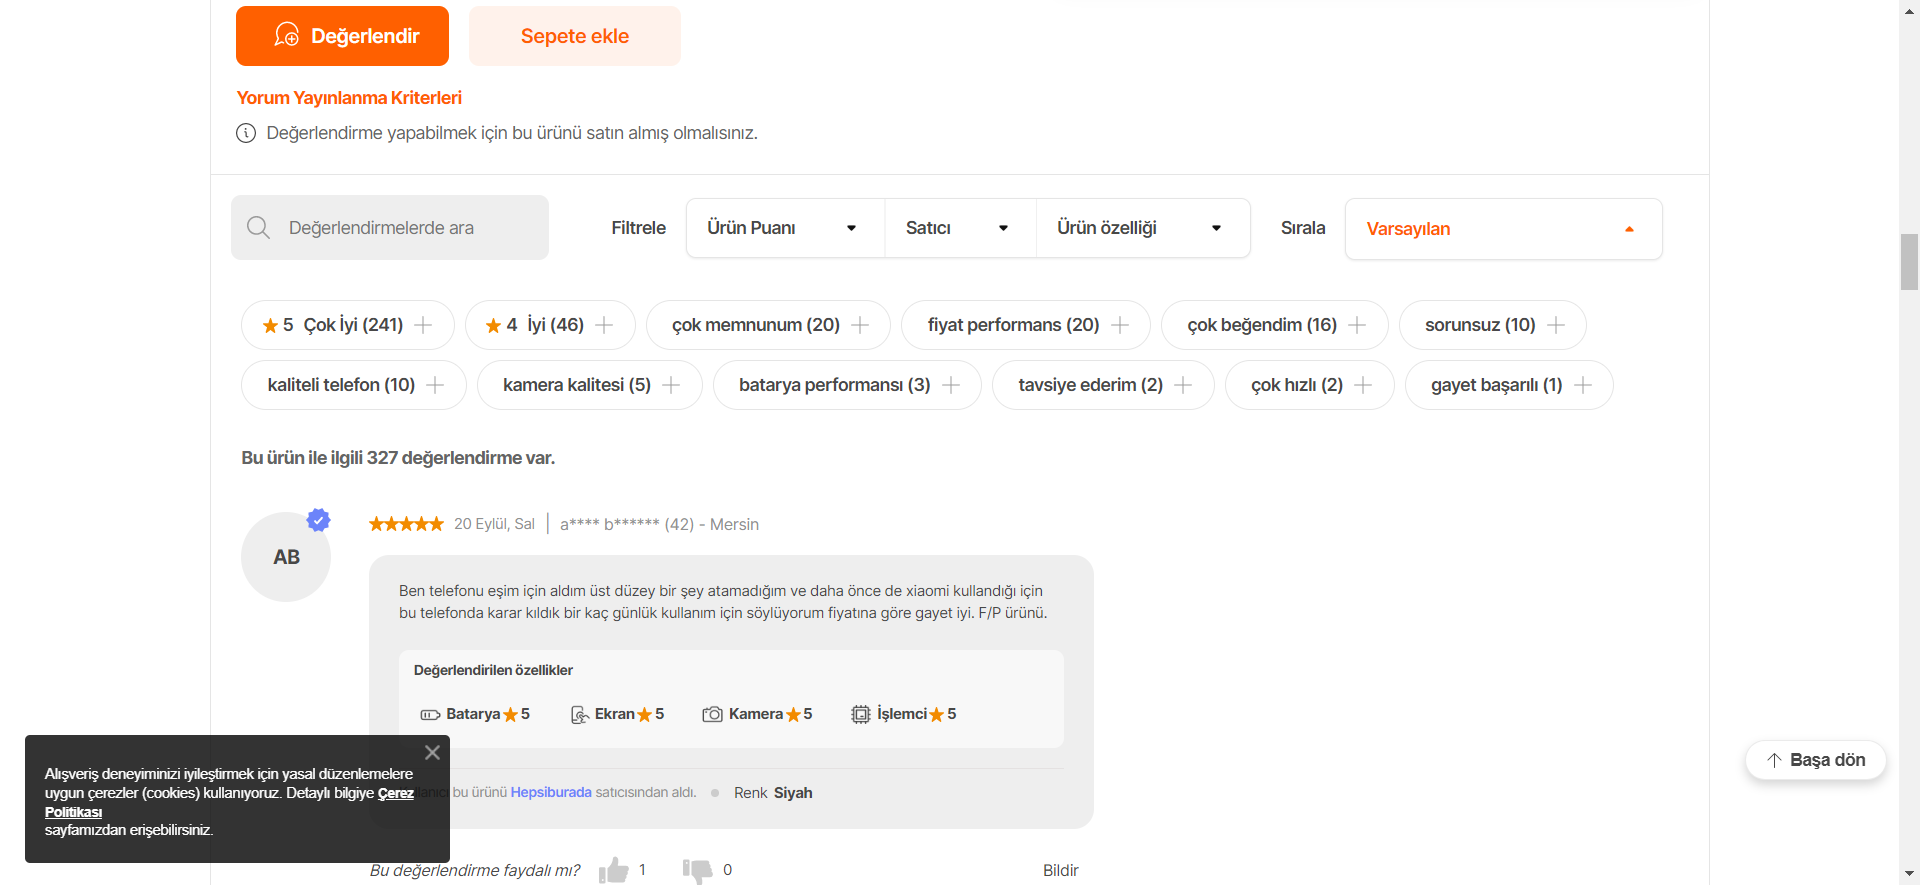 Değerlendir
Sepete ekle
Yorum Yayınlanma Kriterleri
Değerlendirme yapabilmek için bu ürünü satın almış olmalısınız.
Değerlendirmelerde ara
Filtrele
Ürün Puanı
Satıcı
Ürün özelliği
Sırala
Varsayılan
5 Çok İyi (241)
4 İyi (46)
çok memnunum (20)
fiyat performans (20)
çok beğendim (16)
sorunsuz (10)
kaliteli telefon (10)
kamera kalitesi (5)
batarya performansı (3)
tavsiye ederim (2)
çok hızlı (2)
gayet başarılı (1)
Bu ürün ile ilgili 327 değerlendirme var.
AB
20 Eylül, Sal
a**** b****** (42) - Mersin
Ben telefonu eşim için aldım üst düzey bir şey atamadığım ve daha önce de xiaomi kullandığı için
bu telefonda karar kıldık bir kaç günlük kullanım için söylüyorum fiyatına göre gayet iyi. F/P ürünü.
Değerlendirilen özellikler
Batarya 5
Ekran 5
Kamera 5
İşlemci 5
bu ürünü Hepsiburada satıcısından aldı.
Renk Siyah
Bu değerlendirme faydalı mı?
1
0
Bildir
Alışveriş deneyiminizi iyileştirmek için yasal düzenlemelere
uygun çerezler (cookies) kullanıyoruz. Detaylı bilgiye Çerez
Politikası
sayfamızdan erişebilirsiniz.
Başa dön